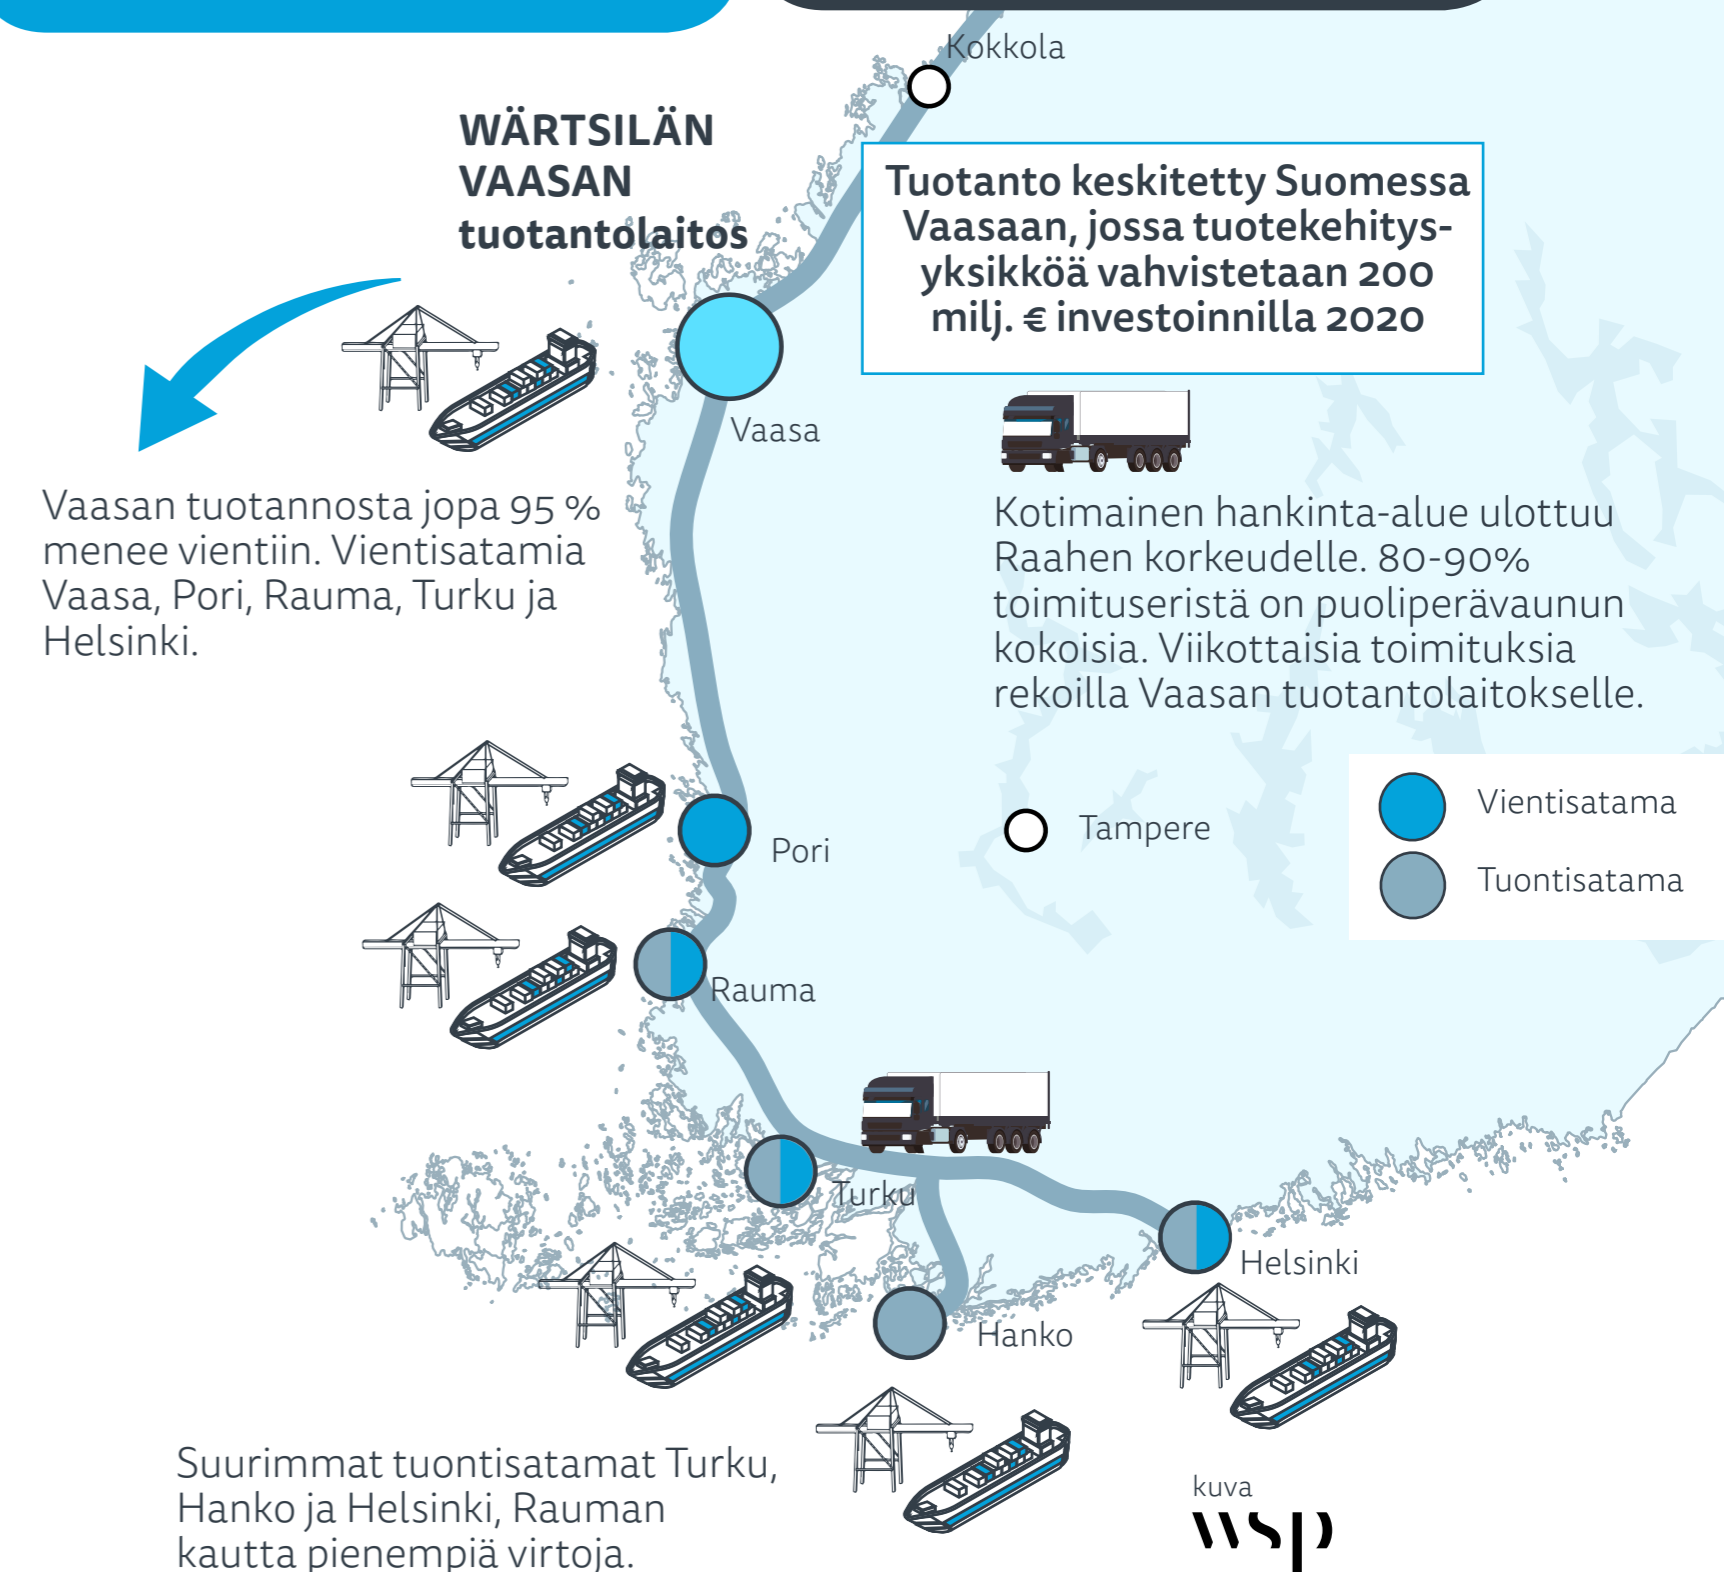 Kokkola
WÄRTSILÄN
VAASAN
tuotantolaitos
Tuotanto keskitetty Suomessa
Vaasaan, jossa tuotekehitys-
yksikköä vahvistetaan 200
milj. € investoinnilla 2020
Vaasa
Vaasan tuotannosta jopa 95 %
menee vientiin. Vientisatamia
Vaasa, Pori, Rauma, Turku ja
Helsinki.
Kotimainen hankinta-alue ulottuu
Raahen korkeudelle. 80-90%
toimituseristä on puoliperävaunun
kokoisia. Viikottaisia toimituksia
rekoilla Vaasan tuotantolaitokselle.
Vientisatama
Tuontisatama
Tampere
Pori
Rauma
Turku
Helsinki
Hanko
Suurimmat tuontisatamat Turku,
Hanko ja Helsinki, Rauman
kautta pienempiä virtoja.
kuva
wsp